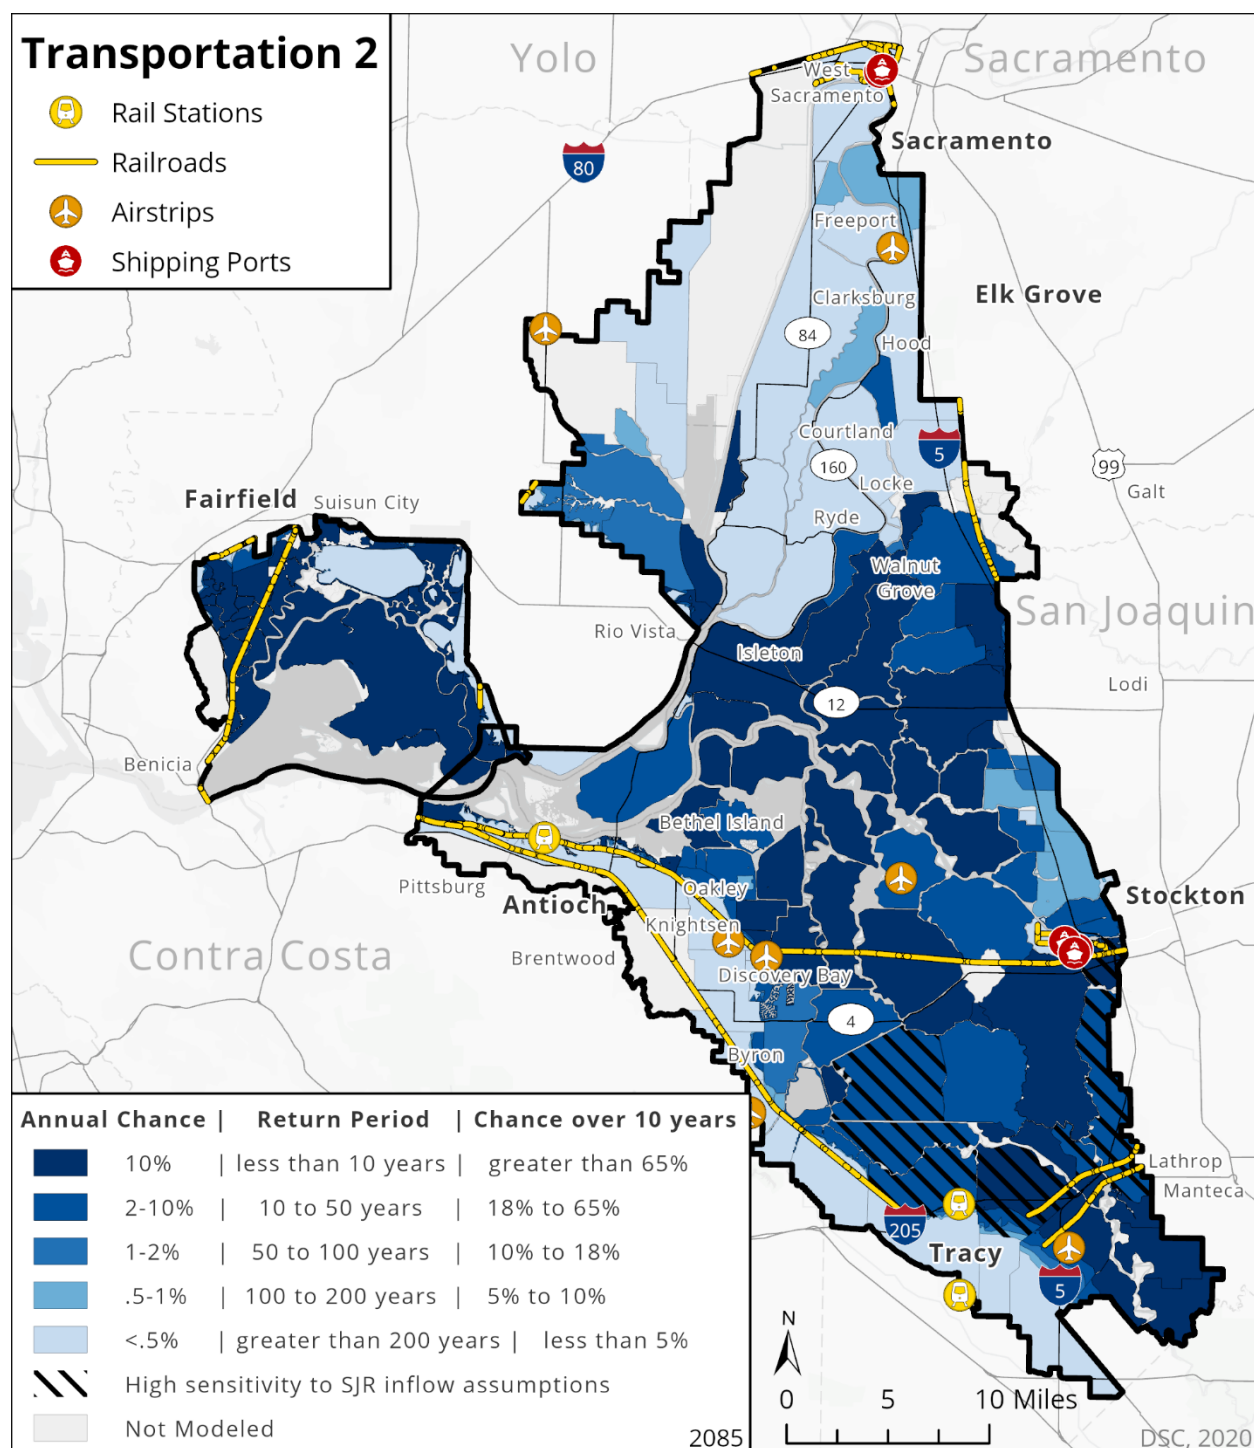 Transportation 2
Rail Stations
Railroads
Airstrips
Shipping Ports
Yolo
Sacramento
West
Sacramento
Sacramento
80
Freeport
Elk Grove
Clarksburg
84
Hood
Courtland
5
160
99
Galt
Locke
Fairfield
Suisun City
Ryde
Walnut
Grove
San Joaquin
Rio Vista
Isleton
Lodi
12
Benicia
Bethel Island
Pittsburg
Oakley
Antioch
Stockton
Knightsen
Contra Costa
Brentwood
Discovery Bay
4
Byron
Lathrop
Manteca
205
Tracy
5
Annual Chance | Return Period | Chance over 10 years
10% | less than 10 years | greater than 65%
2-10% | 10 to 50 years | 18% to 65%
1-2% | 50 to 100 years | 10% to 18%
.5-1% | 100 to 200 years | 5% to 10%
<.5% | greater than 200 years | less than 5%
High sensitivity to SJR inflow assumptions
Not Modeled
N
0 5 10 Miles
2085
DSC, 2020